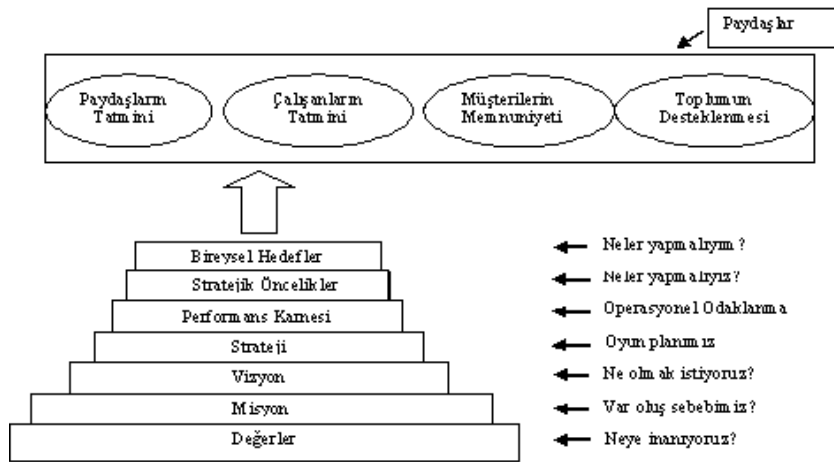 Paydaşlar
Paydaşların
Tatmini
Çalışanların
Tatmini
Müşterilerin
Memnuniyeti
Toplumun
Desteklenmesi
Bireysel Hedefler
Neler yapmalıyım?
Stratejik Öncelikler
Neler yapmalıyız?
Performans Karnesi
Operasyonel Odaklanma
Strateji
Oyun planımız
Vizyon
Ne olmak istiyoruz?
Misyon
Var oluş sebebimiz?
Değerler
Neye inanıyoruz?